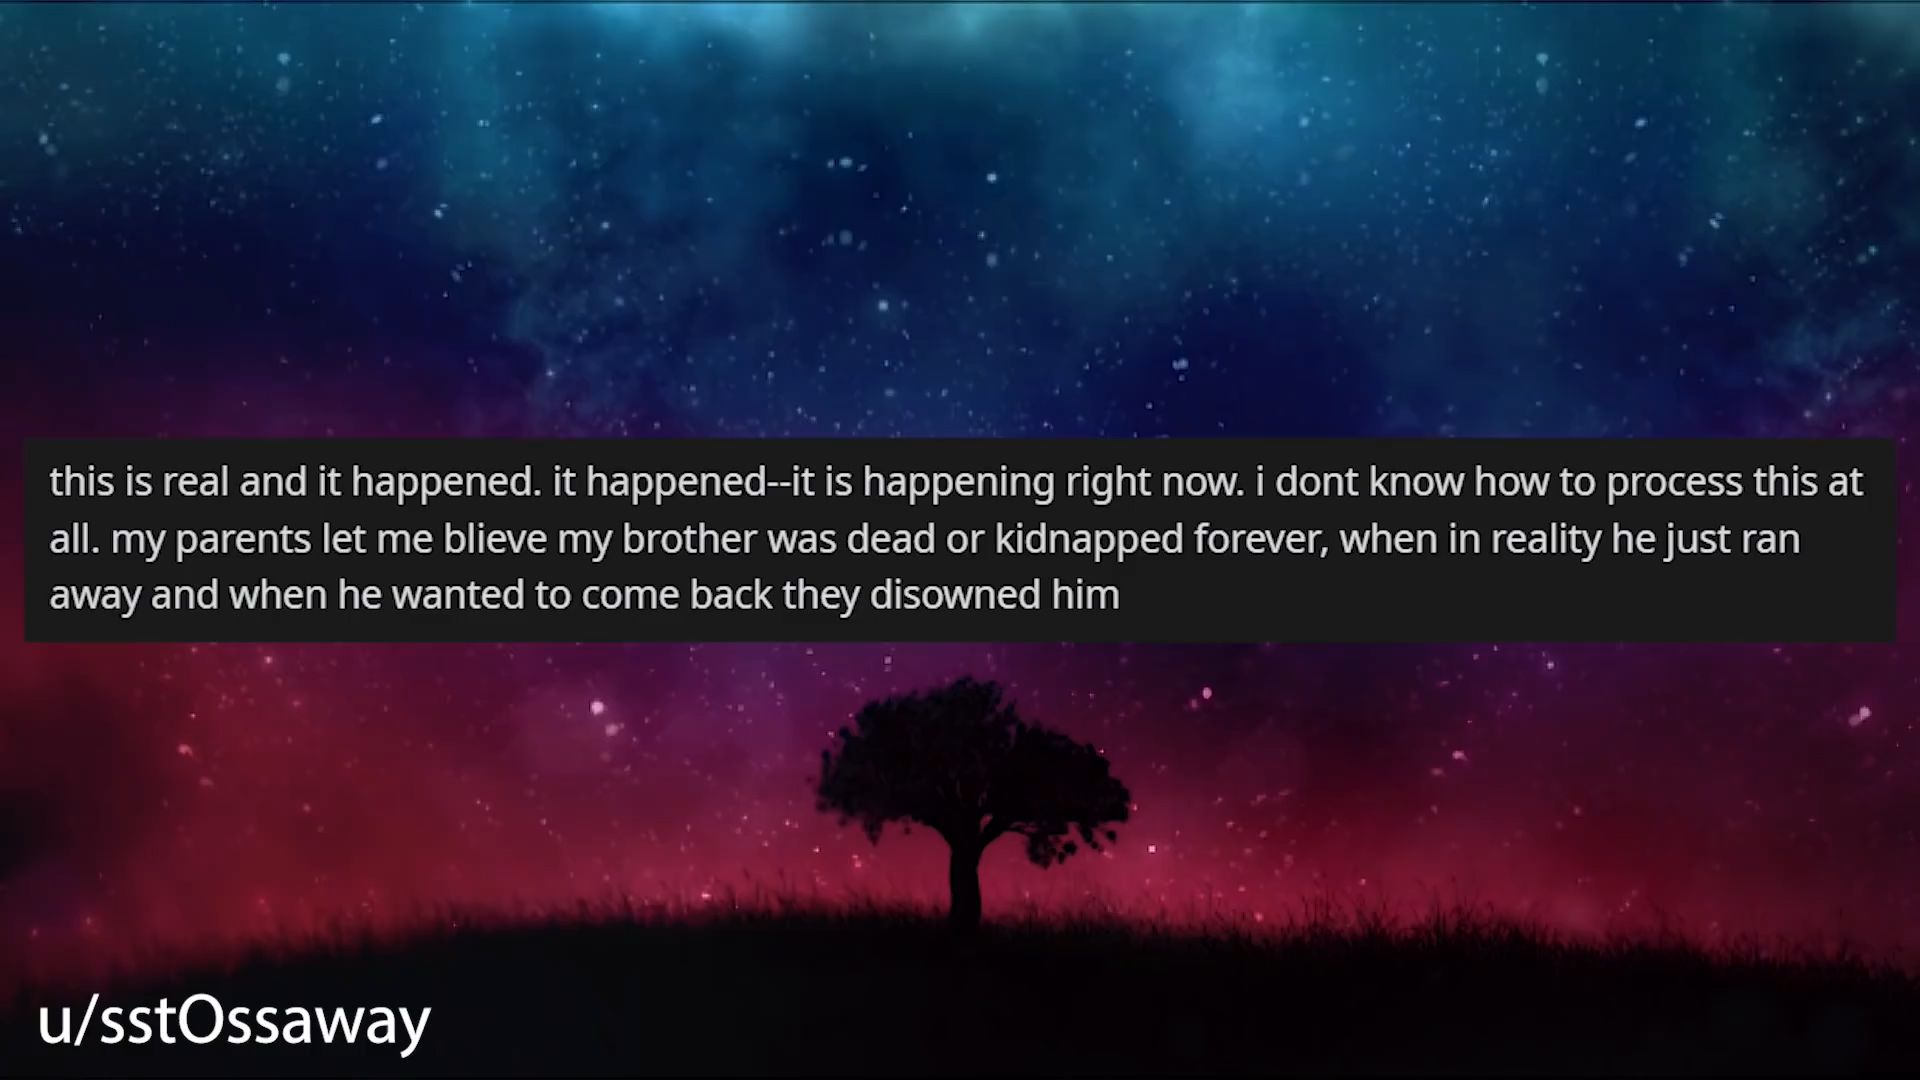 this is real and it happened. it happened--it is happening right now. i dont know how to process this at
all. my parents let me blieve my brother was dead or kidnapped forever, when in reality he just ran
away and when he wanted to come back they disowned him
u/sstOssaway